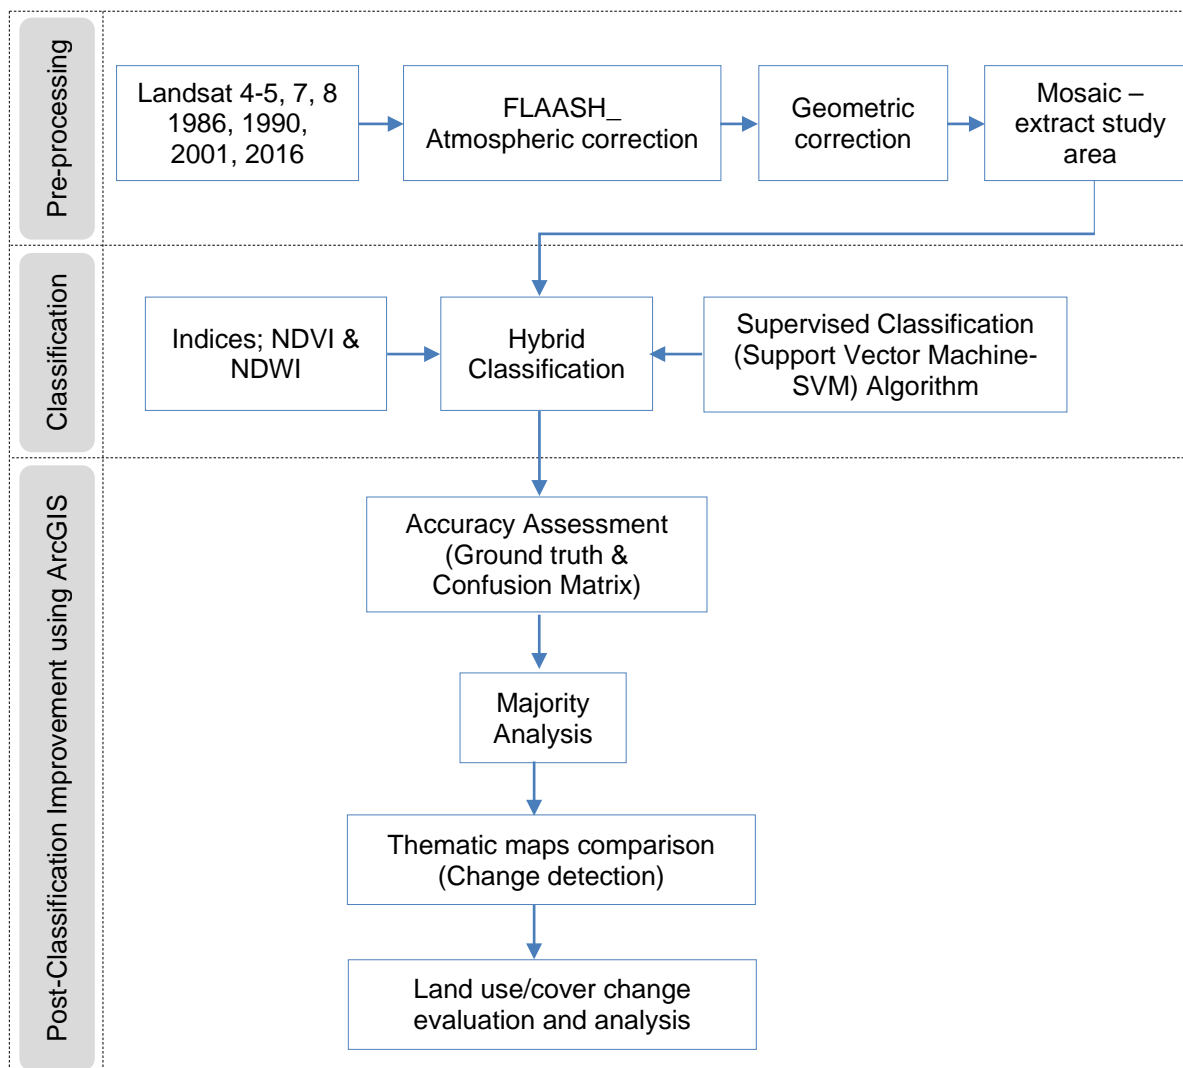 Pre-processing
Landsat 4-5, 7, 8
1986, 1990,
2001, 2016
FLAASH_
Atmospheric correction
Geometric
correction
Mosaic –
extract study
area
Classification
Indices; NDVI &
NDWI
Hybrid
Classification
Supervised Classification
(Support Vector Machine-
SVM) Algorithm
Post-Classification Improvement using ArcGIS
Accuracy Assessment
(Ground truth &
Confusion Matrix)
Majority
Analysis
Thematic maps comparison
(Change detection)
Land use/cover change
evaluation and analysis